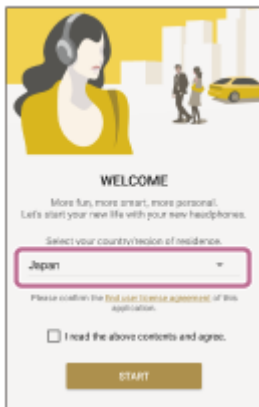 WELCOME
More fun, more smart, more personal.
Let's start your new life with your new headphones.
Select your country/region of residence.
Japan
Please confirm the End user license agreement of this
application.
I read the above contents and agree.
START